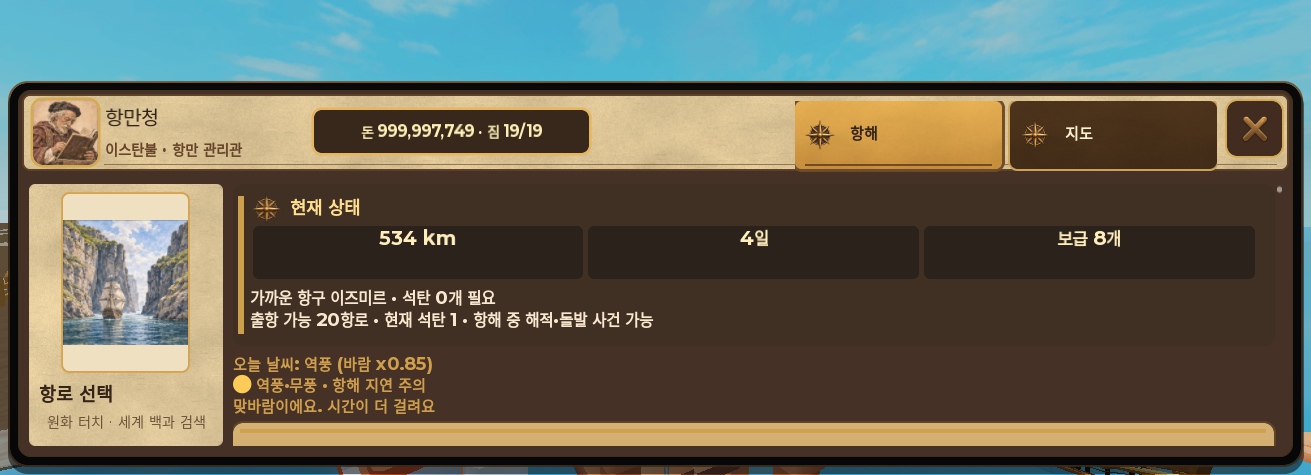 항만청
이스탄불 • 항만 관리관
돈 999,997,749 · 짐 19/19
항해
지도
현재 상태
534 km
4일
보급 8개
가까운 항구 이즈미르 • 석탄 0개 필요
출항 가능 20항로 • 현재 석탄 1 • 항해 중 해적•돌발 사건 가능
오늘 날씨: 역풍 (바람 x0.85)
역풍•무풍 • 항해 지연 주의
맞바람이에요. 시간이 더 걸려요
항로 선택
원화 터치 · 세계 백과 검색